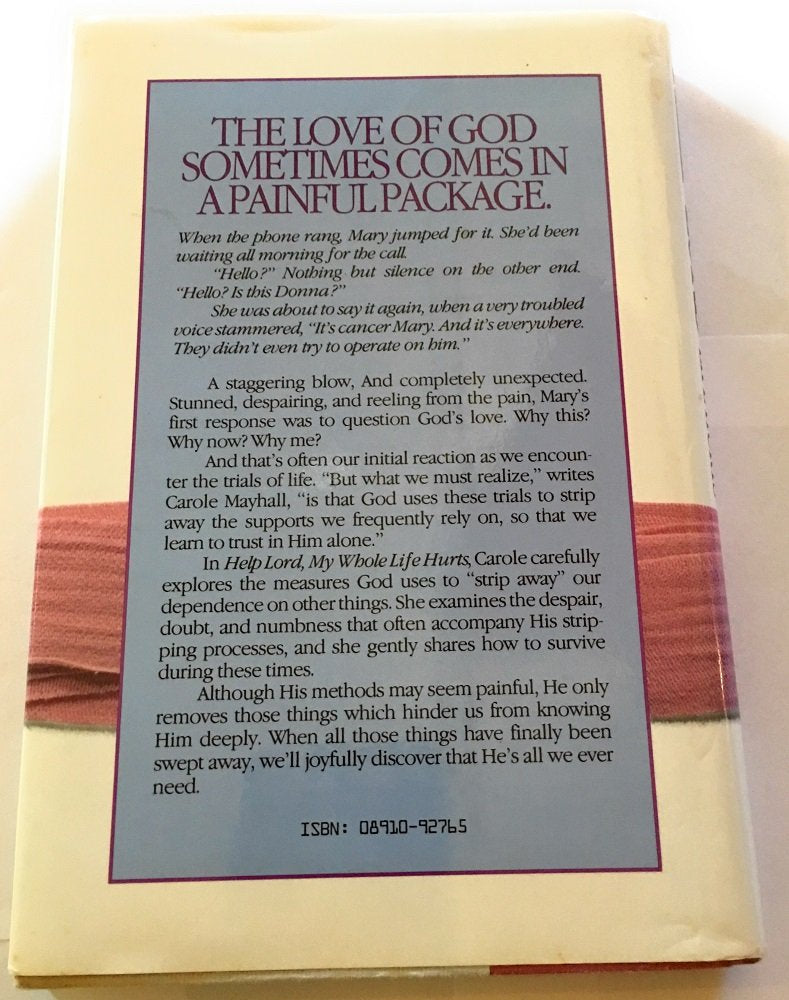 THE LOVE OF GOD
SOMETIMES COMES IN
A PAINFUL PACKAGE.
When the phone rang, Mary jumped for it. She'd been
waiting all morning for the call.
"Hello?" Nothing but silence on the other end.
"Hello? Is this Donna?"
She was about to say it again, when a very troubled
voice stammered, "It's cancer Mary. And it's everywhere.
They didn't even try to operate on him."
A staggering blow, And completely unexpected.
Stunned, despairing, and reeling from the pain, Mary's
first response was to question God's love. Why this?
Why now? Why me?
And that's often our initial reaction as we encoun-
ter the trials of life. "But what we must realize," writes
Carole Mayhall, "is that God uses these trials to strip
away the supports we frequently rely on, so that we
learn to trust in Him alone."
In Help Lord, My Whole Life Hurts, Carole carefully
explores the measures God uses to "strip away" our
dependence on other things. She examines the despair,
doubt, and numbness that often accompany His strip-
ping processes, and she gently shares how to survive
during these times.
Although His methods may seem painful, He only
removes those things which hinder us from knowing
Him deeply. When all those things have finally been
swept away, we'll joyfully discover that He's all we ever
need.
ISBN: 08910-92765